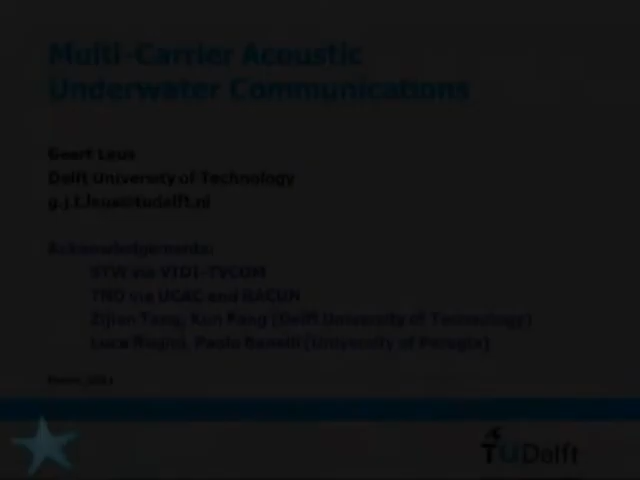 Multi-Carrier Acoustic
Underwater Communications
Geert Leus
Delft University of Technology
g.j.t.leus@tudelft.nl
Acknowledgements:
STW via VIDI-TVCOM
TNO via UCAC and RACUN
Zijian Tang, Kun Fang (Delft University of Technology)
Luca Rugini, Paolo Banelli (University of Perugia)
TUDelft